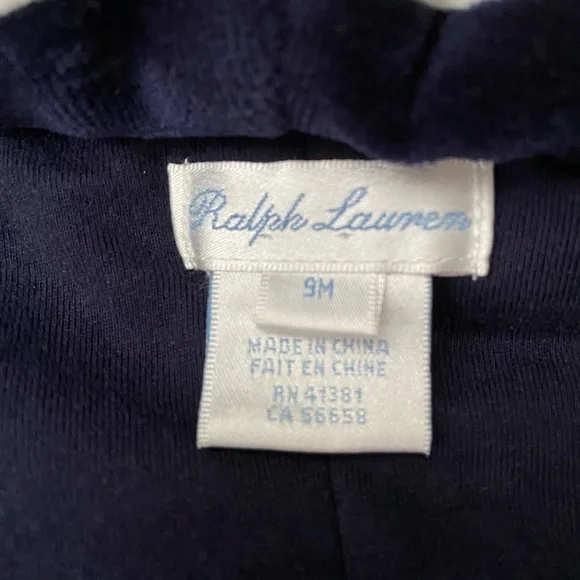 Ralph Lauren
9M
MADE IN CHINA
FAIT EN CHINE
RN 41381
CA 56658